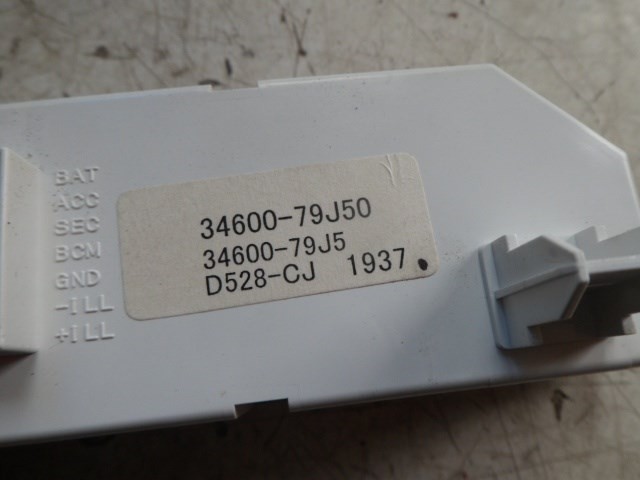 BAT
ACC
SEC
BCM
GND
-ILL
+ILL
34600-79J50
34600-79J5
D528-CJ 1937.